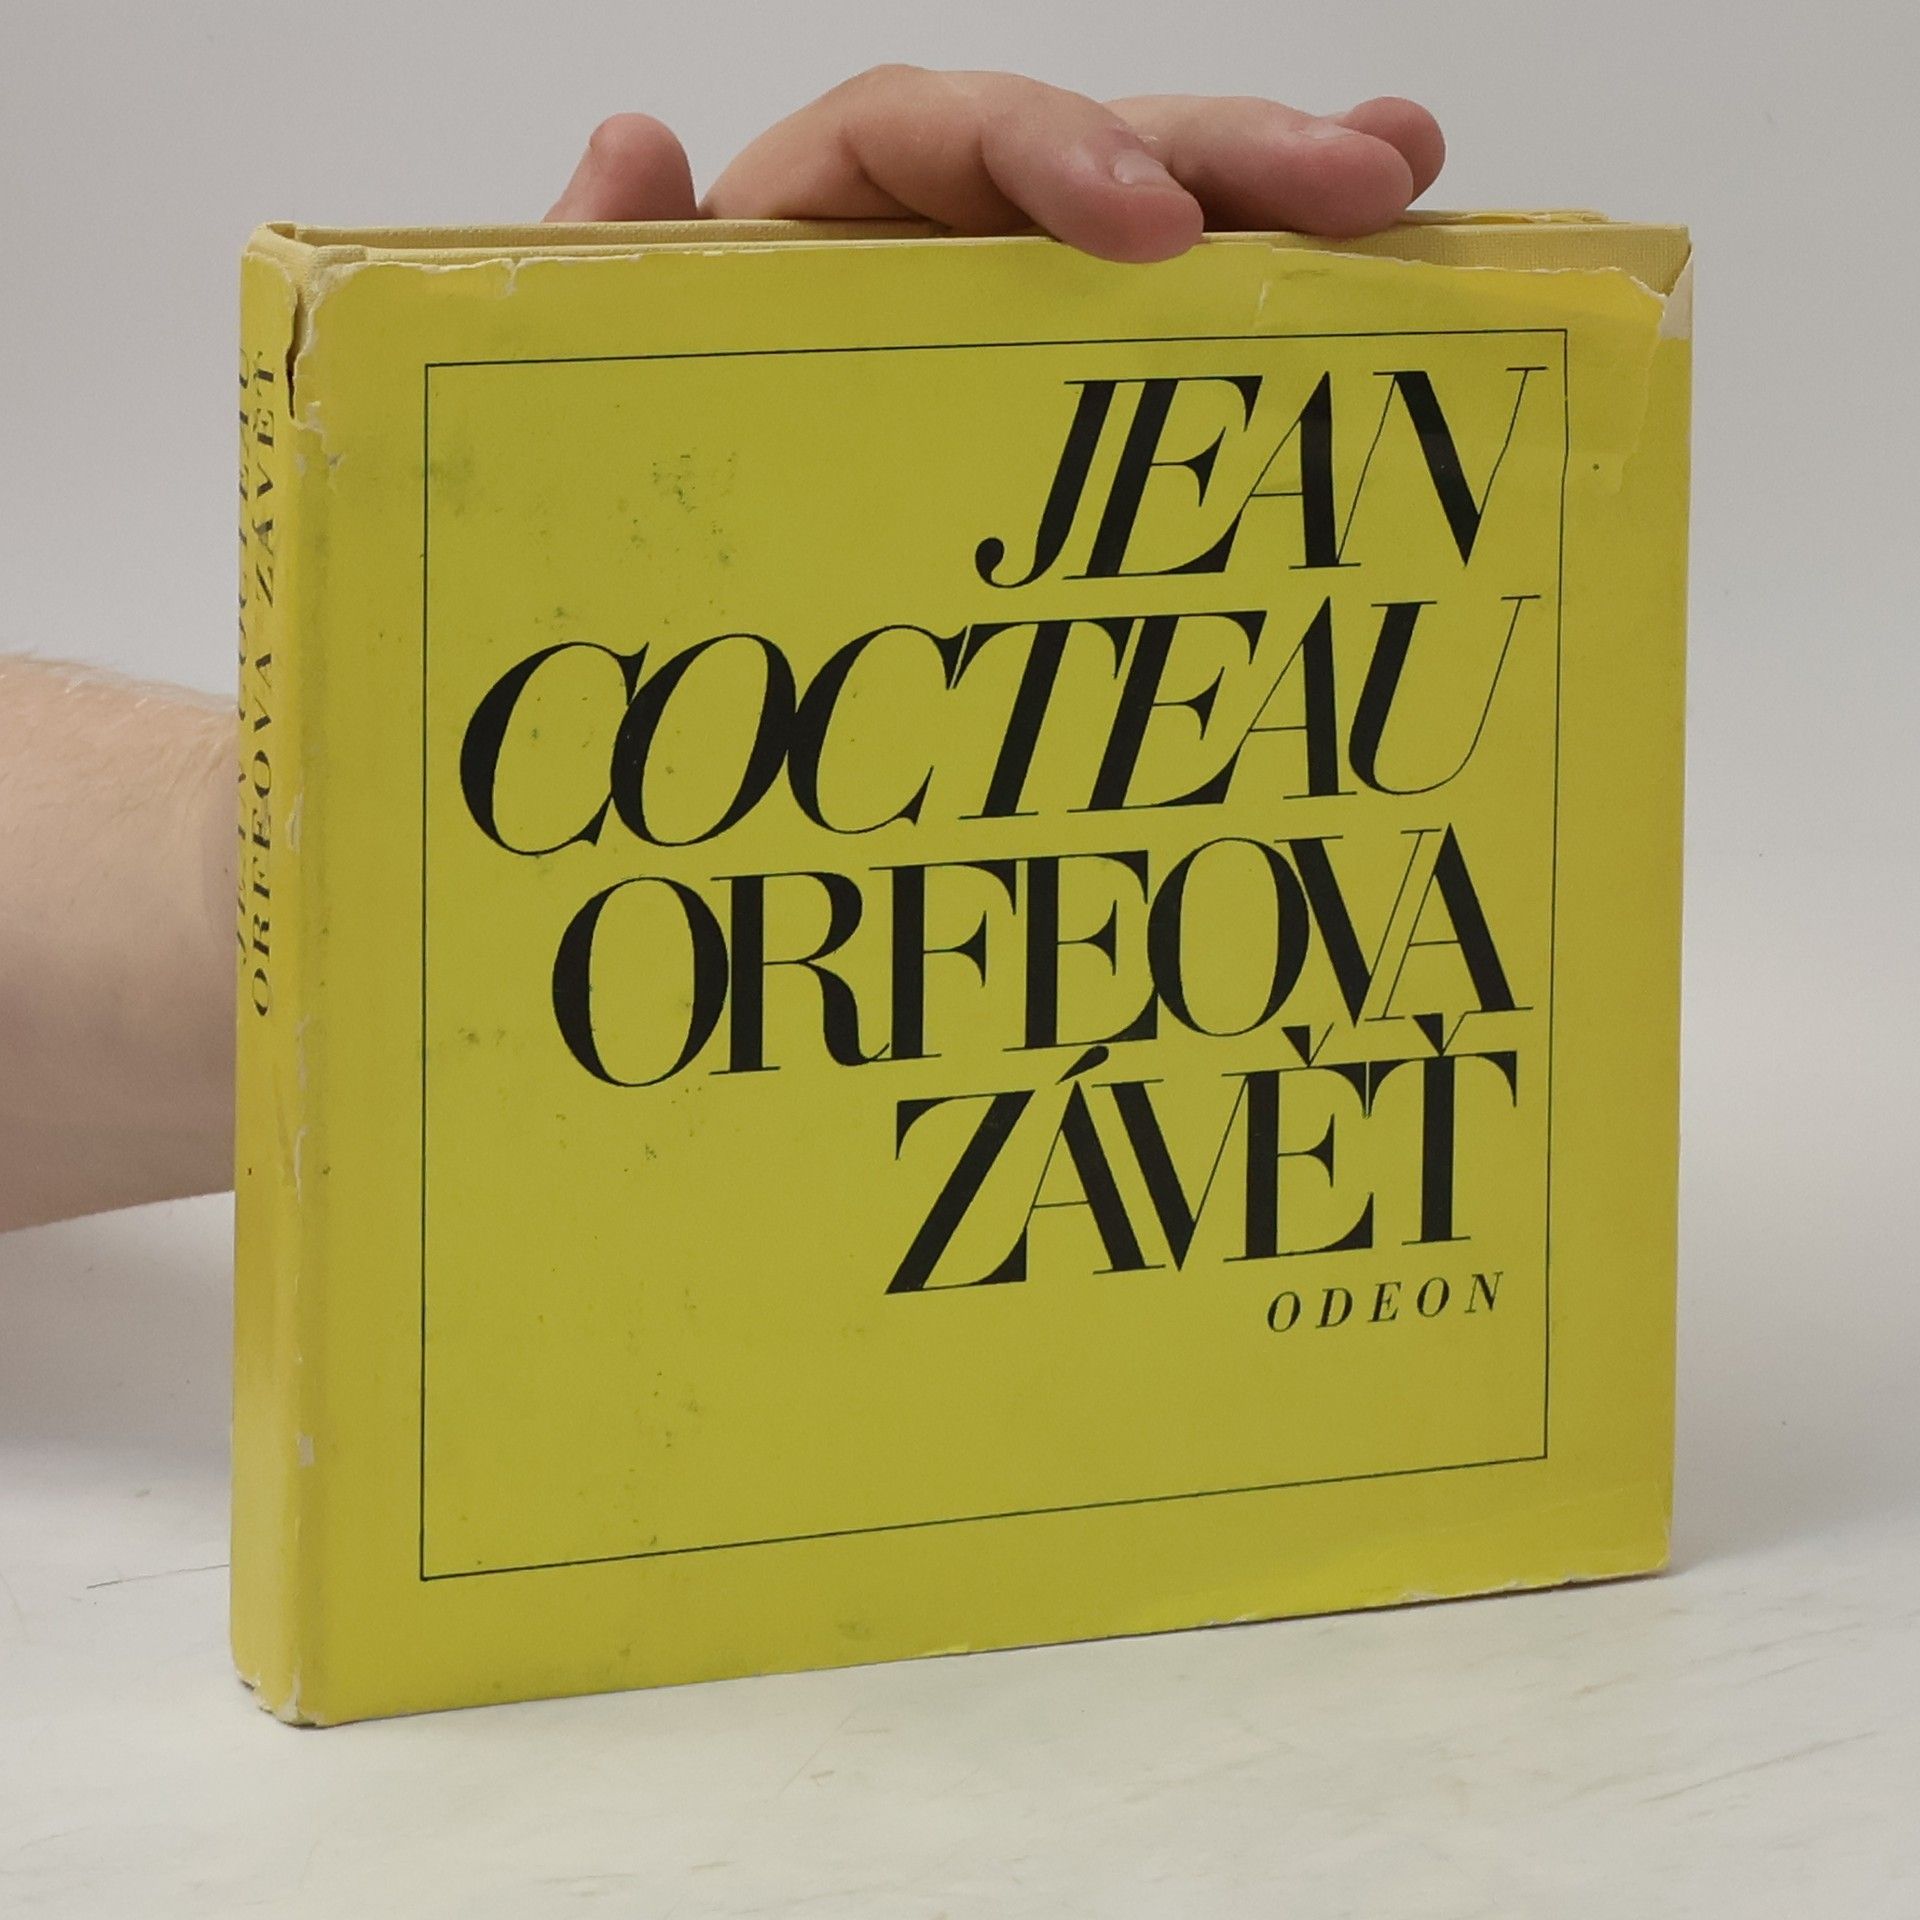 JEAN
COCTEAU
ORFEOVA
ZÁVĚŤ
ODEON
JEAN COCTEAU
ORFEOVA ZÁVĚŤ